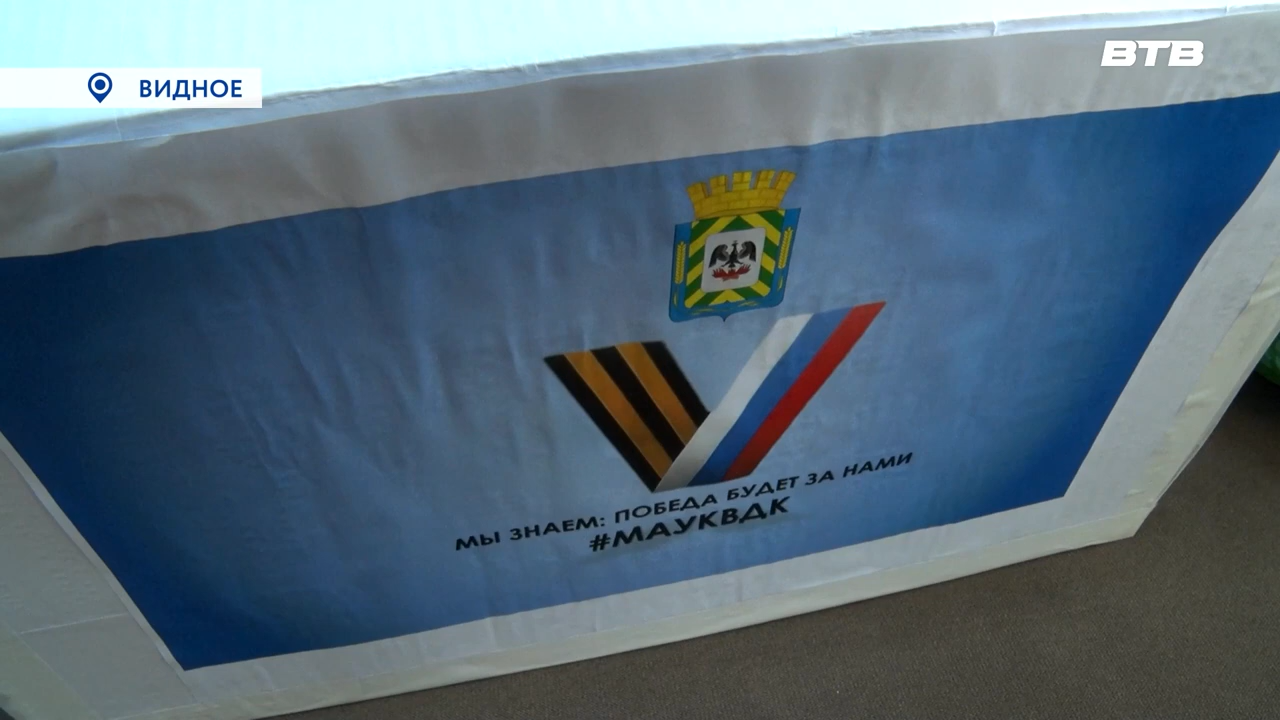 ВТВ
ВИДНОЕ
МЫ ЗНАЕМ: ПОБЕДА БУДЕТ ЗА НАМИ
#МАУКВДК